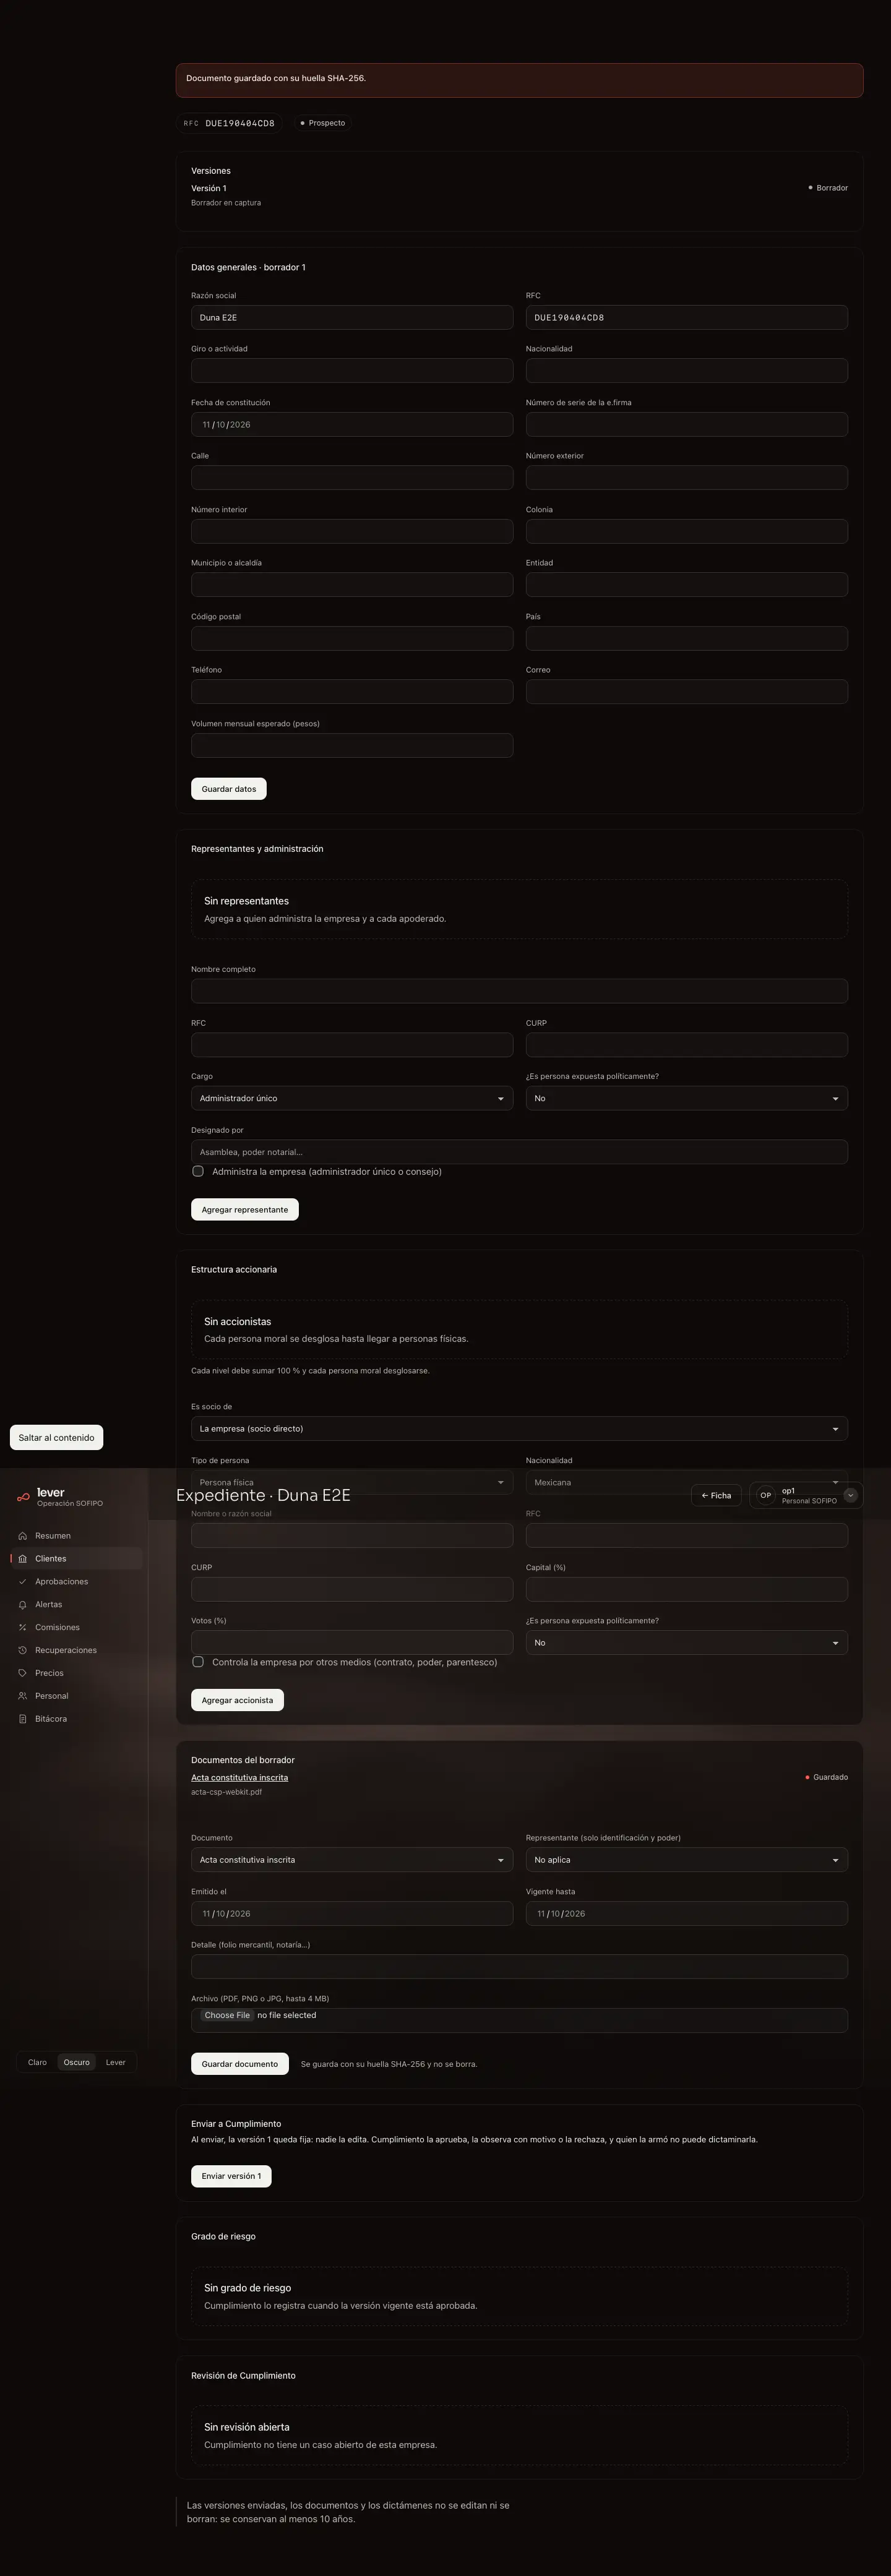 Documento guardado con su huella SHA-256.
RFC DUE190404CD8
Prospecto
Versiones
Versión 1
Borrador
Borrador en captura
Datos generales · borrador 1
Razón social
RFC
Duna E2E
DUE190404CD8
Giro o actividad
Nacionalidad
Fecha de constitución
Número de serie de la e.firma
11/10/2026
Calle
Número exterior
Número interior
Colonia
Municipio o alcaldía
Entidad
Código postal
País
Teléfono
Correo
Volumen mensual esperado (pesos)
Guardar datos
Representantes y administración
Sin representantes
Agrega a quien administra la empresa y a cada apoderado.
Nombre completo
RFC
CURP
Cargo
¿Es persona expuesta políticamente?
Administrador único
No
Designado por
Asamblea, poder notarial...
Administra la empresa (administrador único o consejo)
Agregar representante
Estructura accionaria
Sin accionistas
Cada persona moral se desglosa hasta llegar a personas físicas.
Cada nivel debe sumar 100 % y cada persona moral desglosarse.
Es socio de
La empresa (socio directo)
Saltar al contenido
Tipo de persona
Nacionalidad
Persona física
Mexicana
lever
Operación SOFIPO
Expediente · Duna E2E
← Ficha
OP
op1
Personal SOFIPO
Resumen
Clientes
Aprobaciones
Alertas
Comisiones
Recuperaciones
Precios
Personal
Bitácora
Nombre o razón social
RFC
CURP
Capital (%)
Votos (%)
¿Es persona expuesta políticamente?
No
Controla la empresa por otros medios (contrato, poder, parentesco)
Agregar accionista
Documentos del borrador
Acta constitutiva inscrita
Guardado
acta-csp-webkit.pdf
Documento
Representante (solo identificación y poder)
Acta constitutiva inscrita
No aplica
Emitido el
Vigente hasta
11/10/2026
11/10/2026
Detalle (folio mercantil, notaría...)
Archivo (PDF, PNG o JPG, hasta 4 MB)
Choose File no file selected
Guardar documento
Se guarda con su huella SHA-256 y no se borra.
Claro
Oscuro
Lever
Enviar a Cumplimiento
Al enviar, la versión 1 queda fija: nadie la edita. Cumplimiento la aprueba, la observa con motivo o la rechaza, y quien la armó no puede dictaminarla.
Enviar versión 1
Grado de riesgo
Sin grado de riesgo
Cumplimiento lo registra cuando la versión vigente está aprobada.
Revisión de Cumplimiento
Sin revisión abierta
Cumplimiento no tiene un caso abierto de esta empresa.
Las versiones enviadas, los documentos y los dictámenes no se editan ni se
borran: se conservan al menos 10 años.